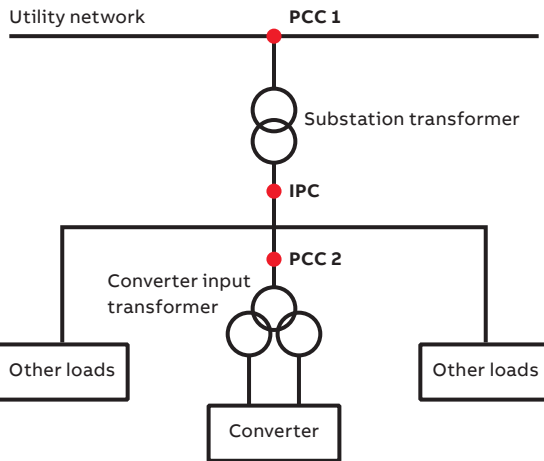 Utility network
PCC 1
Substation transformer
IPC
PCC 2
Converter input
transformer
Other loads
Other loads
Converter